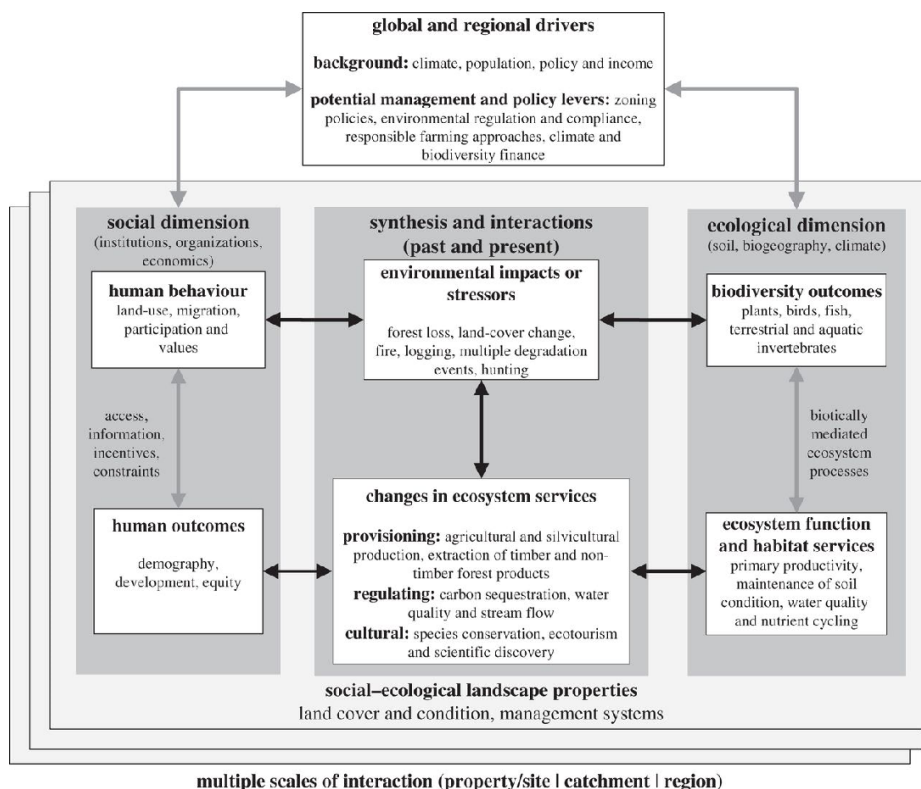 global and regional drivers
background: climate, population, policy and income
potential management and policy levers: zoning
policies, environmental regulation and compliance,
responsible farming approaches, climate and
biodiversity finance
social dimension
(institutions, organizations,
economics)
human behaviour
land-use, migration,
participation and
values
access,
information,
incentives,
constraints
human outcomes
demography,
development, equity
synthesis and interactions
(past and present)
environmental impacts or
stressors
forest loss, land-cover change,
fire, logging, multiple degradation
events, hunting
changes in ecosystem services
provisioning: agricultural and silvicultural
production, extraction of timber and non-
timber forest products
regulating: carbon sequestration, water
quality and stream flow
cultural: species conservation, ecotourism
and scientific discovery
ecological dimension
(soil, biogeography, climate)
biodiversity outcomes
plants, birds, fish,
terrestrial and aquatic
invertebrates
biotically
mediated
ecosystem
processes
ecosystem function
and habitat services
primary productivity,
maintenance of soil
condition, water quality
and nutrient cycling
social–ecological landscape properties
land cover and condition, management systems
multiple scales of interaction (property/site | catchment | region)